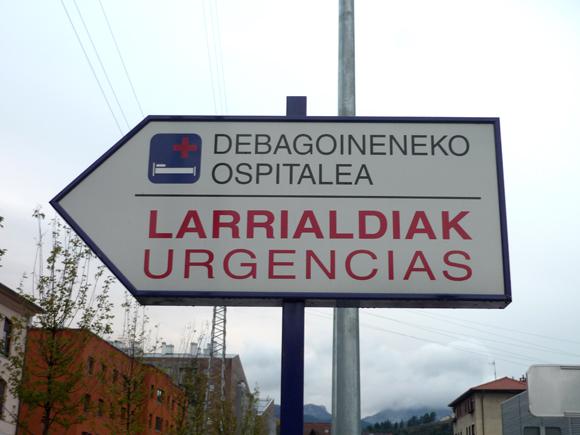 DEBAGOINENEKO
OSPITALEA
LARRIALDIAK
URGENCIAS